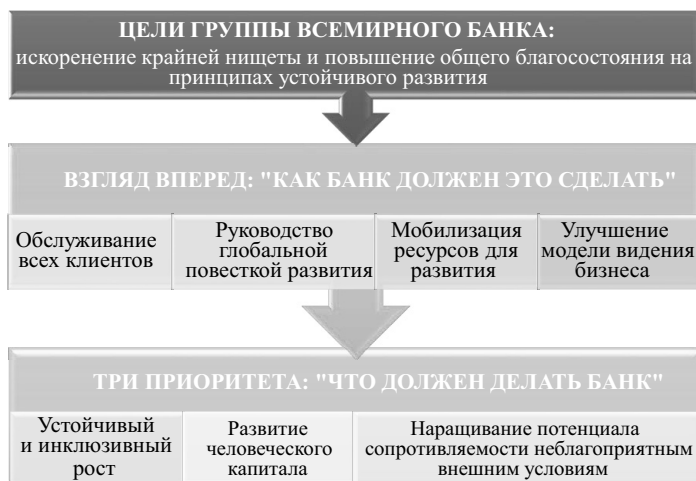 ЦЕЛИ ГРУППЫ ВСЕМИРНОГО БАНКА:
искоренение крайней нищеты и повышение общего благосостояния на
принципах устойчивого развития
ВЗГЛЯД ВПЕРЕД: "КАК БАНК ДОЛЖЕН ЭТО СДЕЛАТЬ"
Обслуживание
всех клиентов
Руководство
глобальной
повесткой развития
Мобилизация
ресурсов для
развития
Улучшение
модели видения
бизнеса
ТРИ ПРИОРИТЕТА: "ЧТО ДОЛЖЕН ДЕЛАТЬ БАНК"
Устойчивый
и инклюзивный
рост
Развитие
человеческого
капитала
Наращивание потенциала
сопротивляемости неблагоприятным
внешним условиям